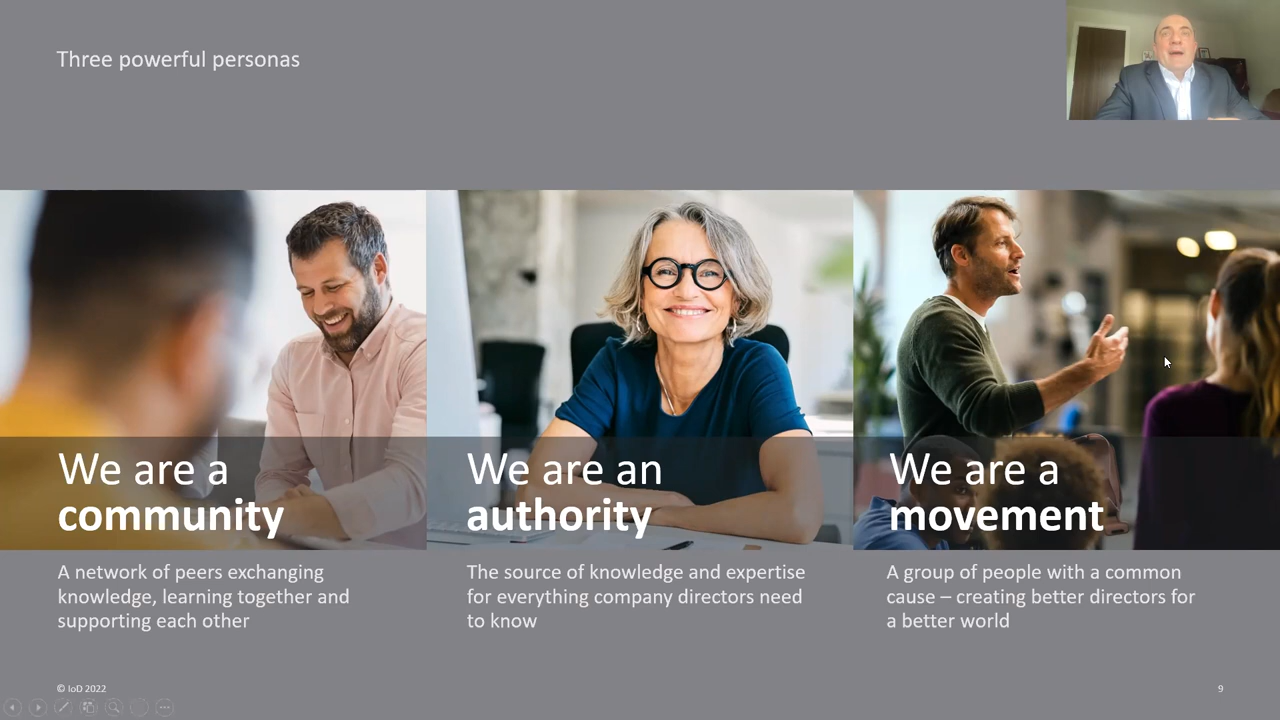 Three powerful personas
We are a
community
We are an
authority
We are a
movement
A network of peers exchanging
knowledge, learning together and
supporting each other
The source of knowledge and expertise
for everything company directors need
to know
A group of people with a common
cause – creating better directors for
a better world
© IoD 2022
9